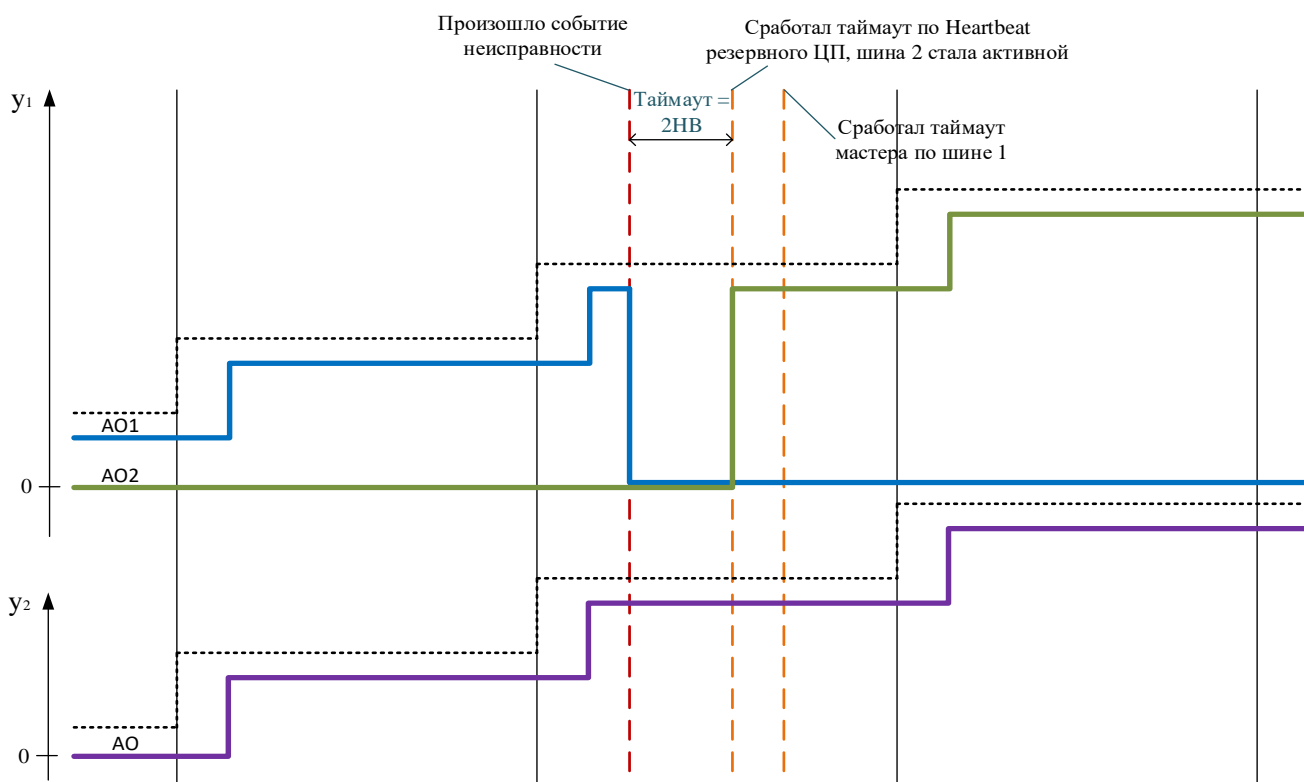 Произошло событие
неисправности
Сработал таймаут по Heartbeat
резервного ЦП, шина 2 стала активной
y1
Таймаут =
2HB
Сработал таймаут
мастера по шине 1
AO1
AO2
0
y2
AO
0